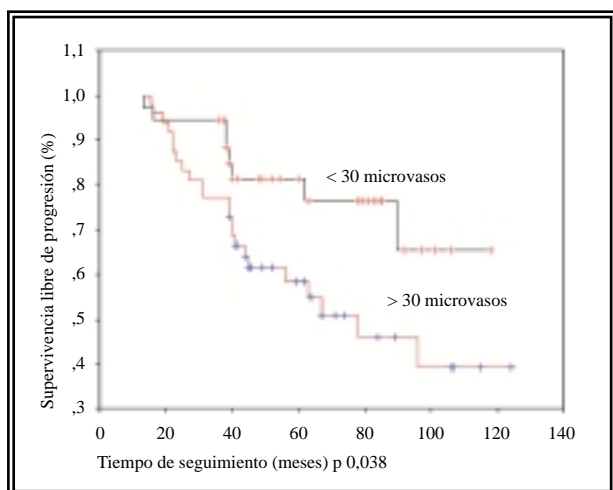 1,1
1,0
,9
,8
,7
,6
,5
,4
,3
Supervivencia libre de progresión (%)
< 30 microvasos
> 30 microvasos
0 20 40 60 80 100 120 140
Tiempo de seguimiento (meses) p 0,038